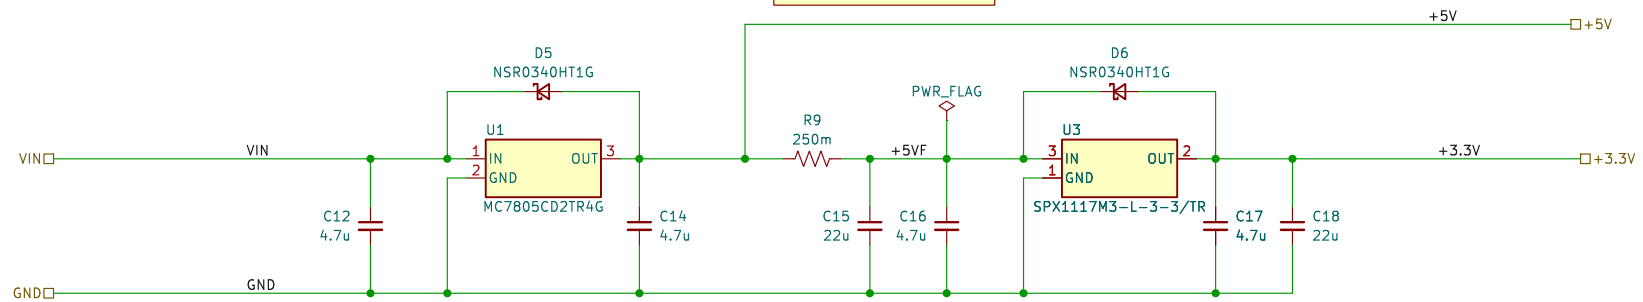 +5V
+5V
D5
NSR0340HT1G
D6
NSR0340HT1G
PWR_FLAG
R9
250m
U1
U3
VIN
VIN
1
IN
OUT
3
2
GND
MC7805CD2TR4G
+5VF
3
IN
OUT
2
1
GND
SPX1117M3-L-3-3/TR
+3.3V
+3.3V
C12
4.7u
C14
4.7u
C15
22u
C16
4.7u
C17
4.7u
C18
22u
GND
GND